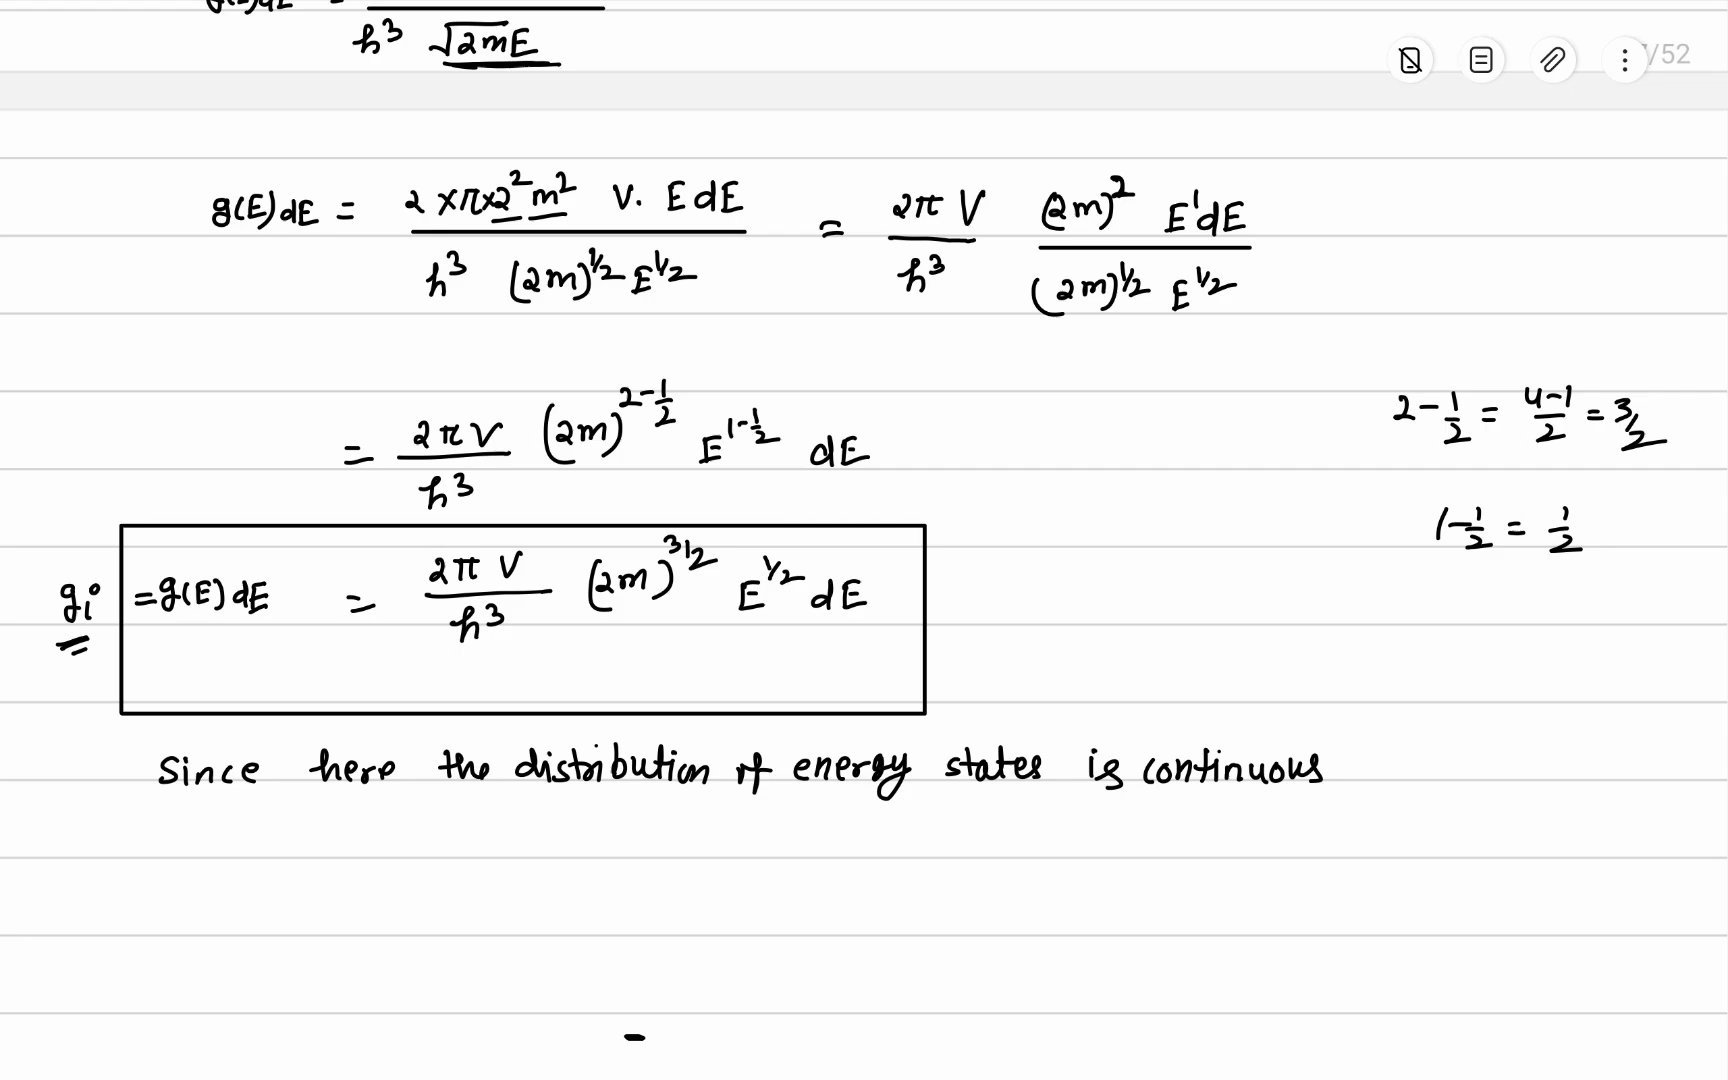 h³ √2mE
/52
g(E)dE = 2×π×2²m² V. EdE / h³ (2m)^1/2 E^1/2 = 2π V / h³ (2m)² E¹dE / (2m)^1/2 E^1/2
= 2πV / h³ (2m)^2-1/2 E^1-1/2 dE
2-1/2 = 4-1/2 = 3/2
1-1/2 = 1/2
gi = g(E)dE = 2π V / h³ (2m)^3/2 E^1/2 dE
Since here the distribution of energy states is continuous